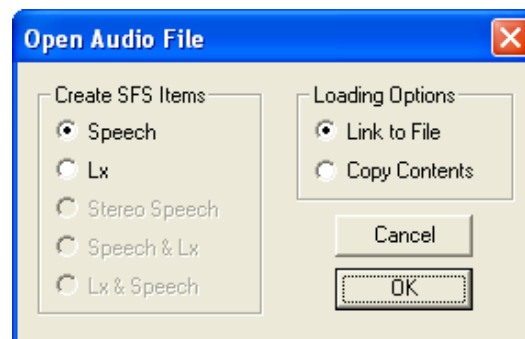 Open Audio File
Create SFS Items
Speech
Lx
Stereo Speech
Speech & Lx
Lx & Speech
Loading Options
Link to File
Copy Contents
Cancel
OK